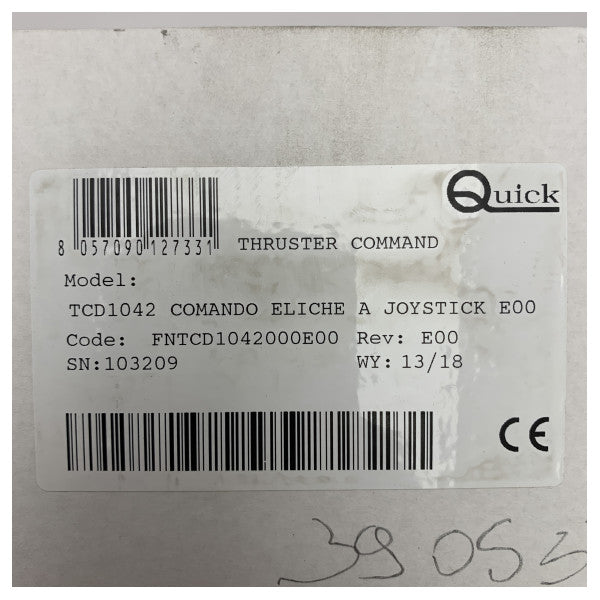 Quick
8 057090 127331
THRUSTER COMMAND
Model:
TCD1042 COMANDO ELICHE A JOYSTICK E00
Code: FNTCD1042000E00 Rev: E00
SN:103209 WY: 13/18
CE
39053